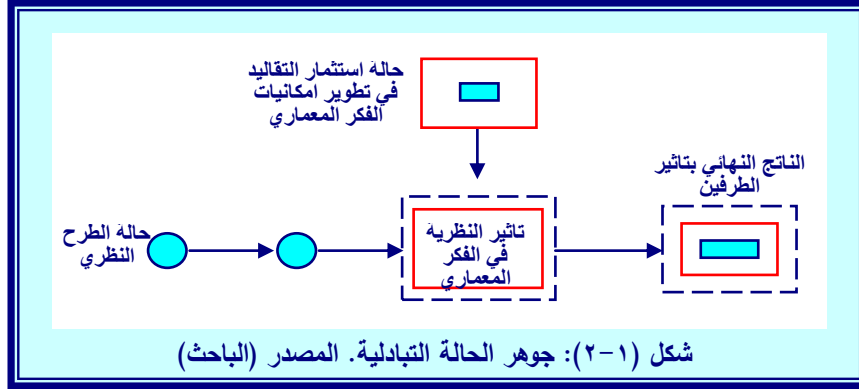 حالة استثمار التقاليد
في تطوير امكانيات
الفكر المعماري
الناتج النهائي بتاثير
الطرفين
حالة الطرح
النظري
تاثير النظرية
في الفكر
المعماري
شكل (١-٢): جوهر الحالة التبادلية. المصدر (الباحث)